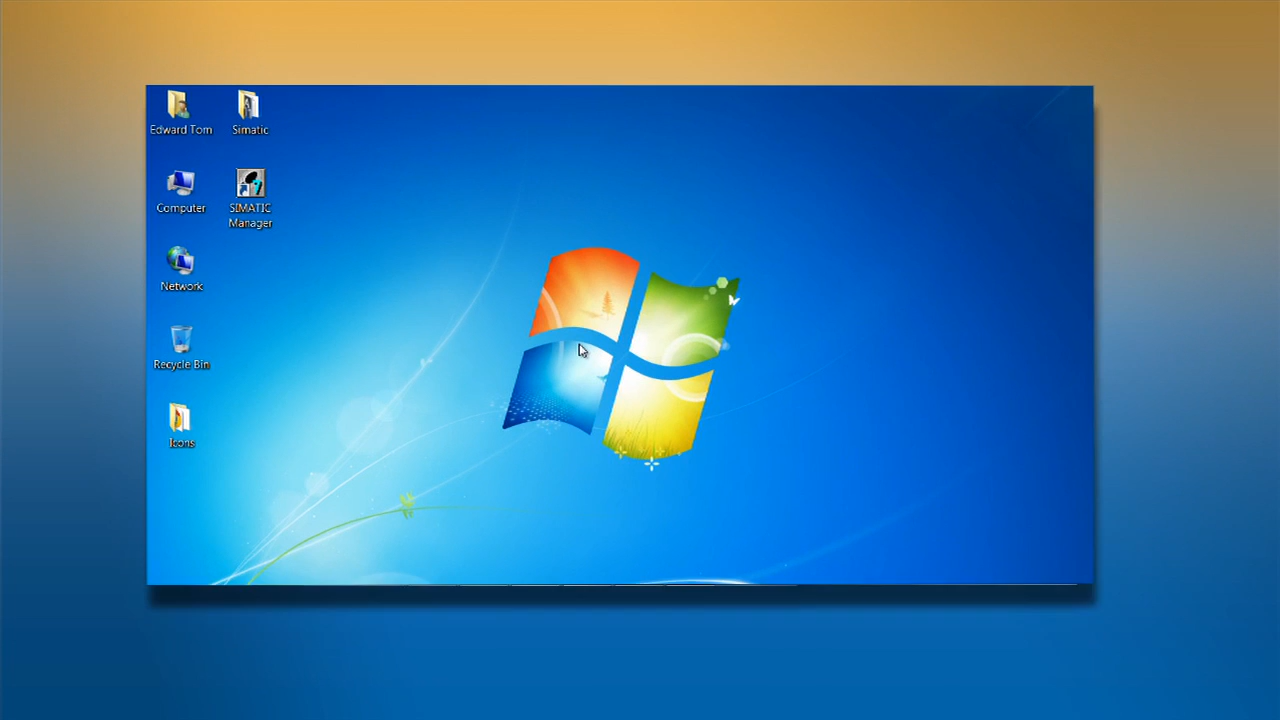 Edward Tom
Simatic
Computer
SIMATIC
Manager
Network
Recycle Bin
Icons